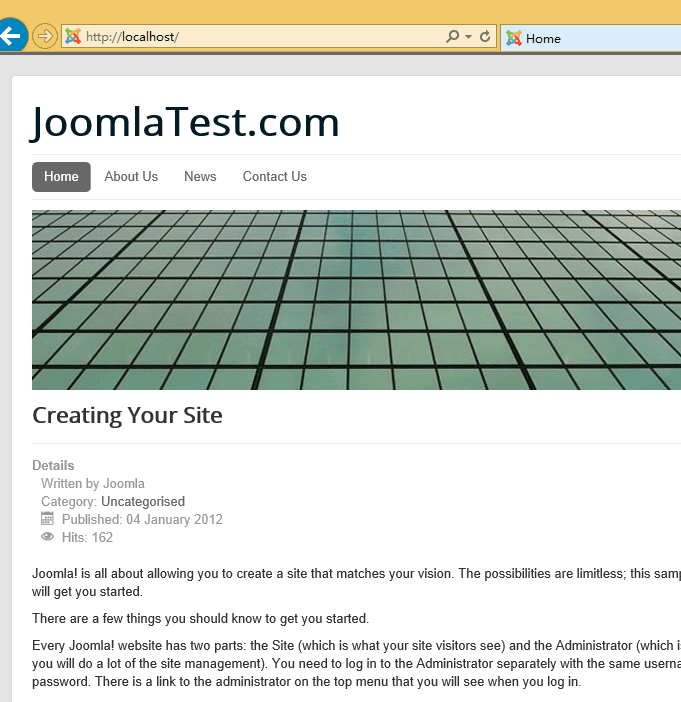 http://localhost/
Home
JoomlaTest.com
Home About Us News Contact Us
Creating Your Site
Details
Written by Joomla
Category: Uncategorised
Published: 04 January 2012
Hits: 162
Joomla! is all about allowing you to create a site that matches your vision. The possibilities are limitless; this
will get you started.
There are a few things you should know to get you started.
Every Joomla! website has two parts: the Site (which is what your site visitors see) and the Administrator (which
you will do a lot of the site management). You need to log in to the Administrator separately with the same
password. There is a link to the administrator on the top menu that you will see when you log in.